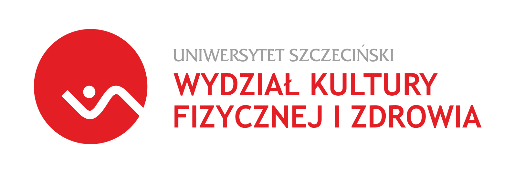 UNIWERSYTET SZCZECIŃSKI
WYDZIAŁ KULTURY
FIZYCZNEJ I ZDROWIA